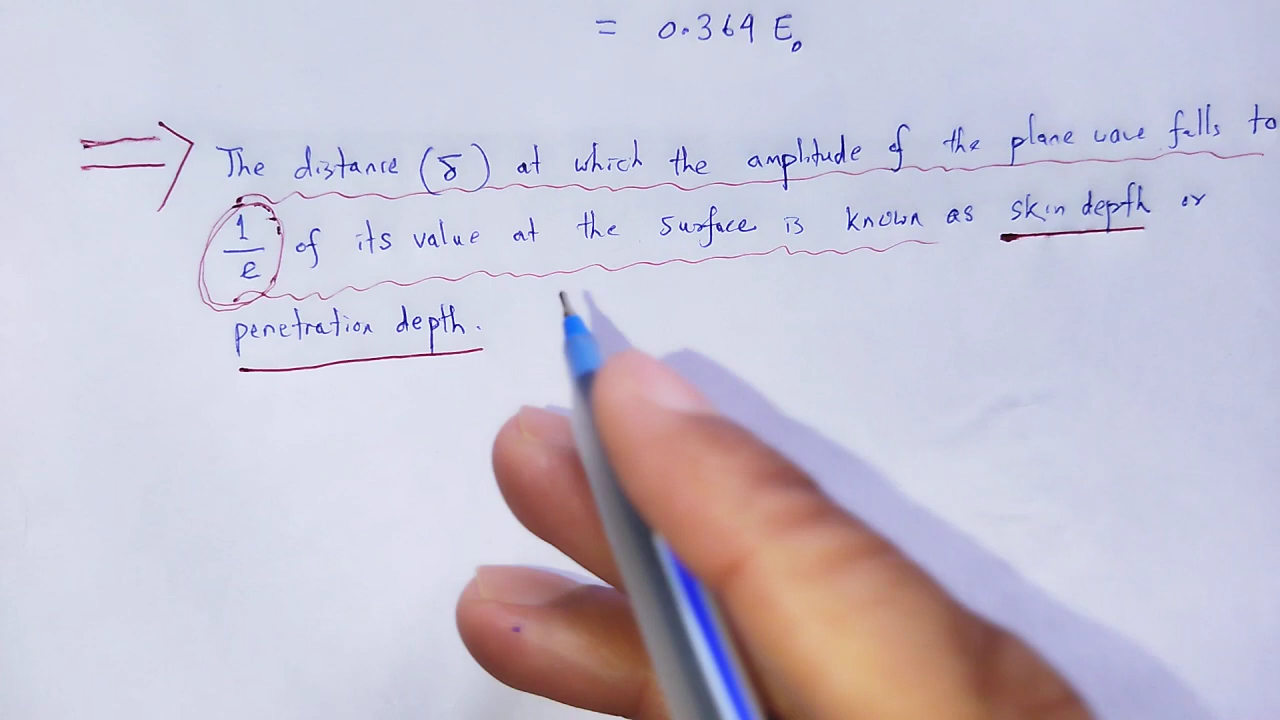 = 0.364 E₀
⇒ The distance (δ) at which the amplitude of the plane wave falls to
1/e of its value at the surface is known as skin depth or
penetration depth.